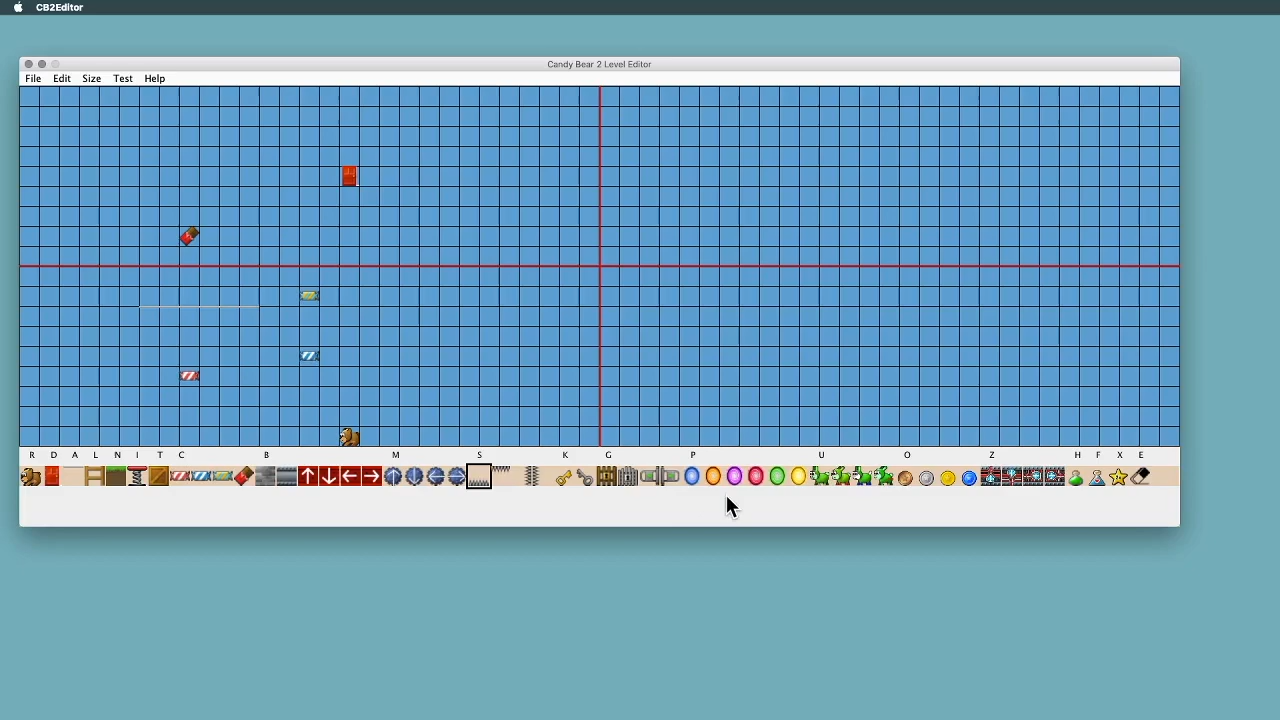 CB2Editor
Candy Bear 2 Level Editor
File Edit Size Test Help
R D A L N I T C B M S K G P U O Z H F X E